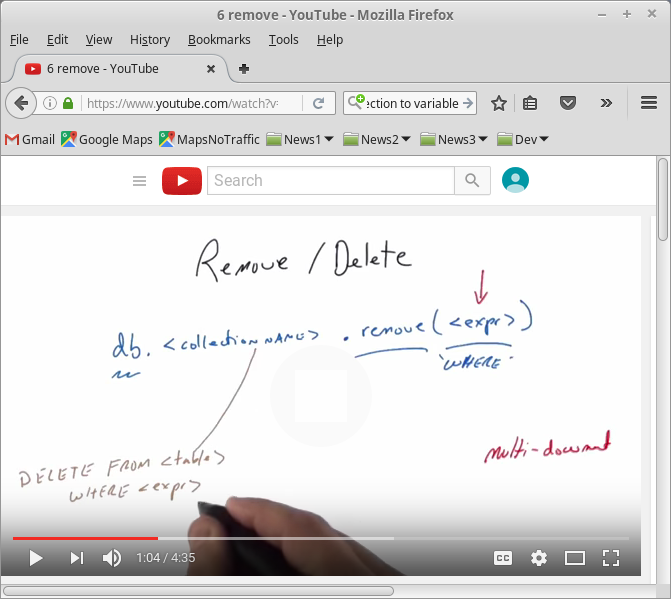 6 remove - YouTube - Mozilla Firefox
File Edit View History Bookmarks Tools Help
6 remove - YouTube
https://www.youtube.com/watch?v=
ection to variable
Gmail Google Maps MapsNoTraffic News1 News2 News3 Dev
Search
Remove / Delete
db. <collection NAME> . remove ( <expr> )
'WHERE'
multi-document
DELETE FROM <table>
WHERE <expr>
1:04 / 4:35
CC